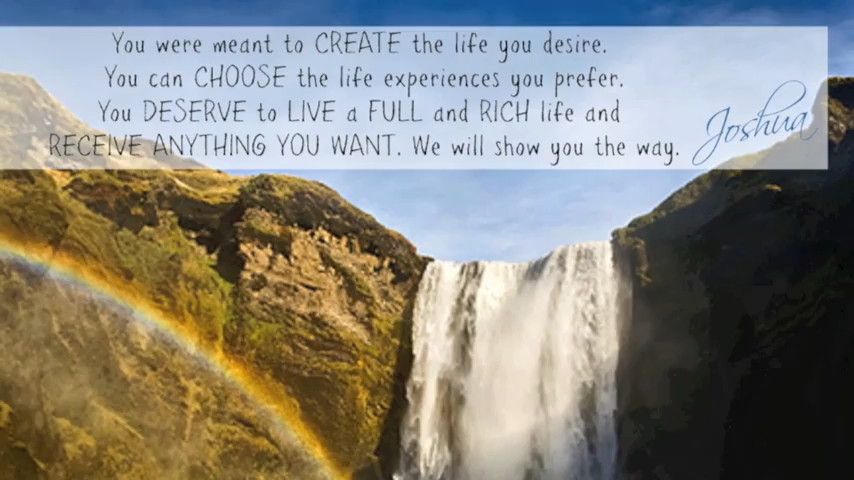 You were meant to CREATE the life you desire.
You can CHOOSE the life experiences you prefer.
You DESERVE to LIVE a FULL and RICH life and
RECEIVE ANYTHING YOU WANT. We will show you the way.
Joshua